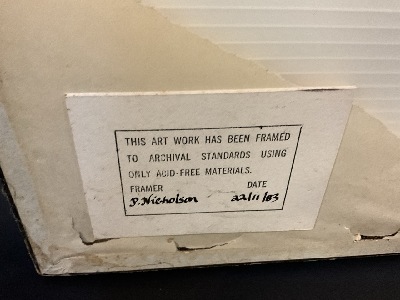 THIS ART WORK HAS BEEN FRAMED
TO ARCHIVAL STANDARDS USING
ONLY ACID-FREE MATERIALS.
FRAMER DATE
P. Nicholson 22/11/83